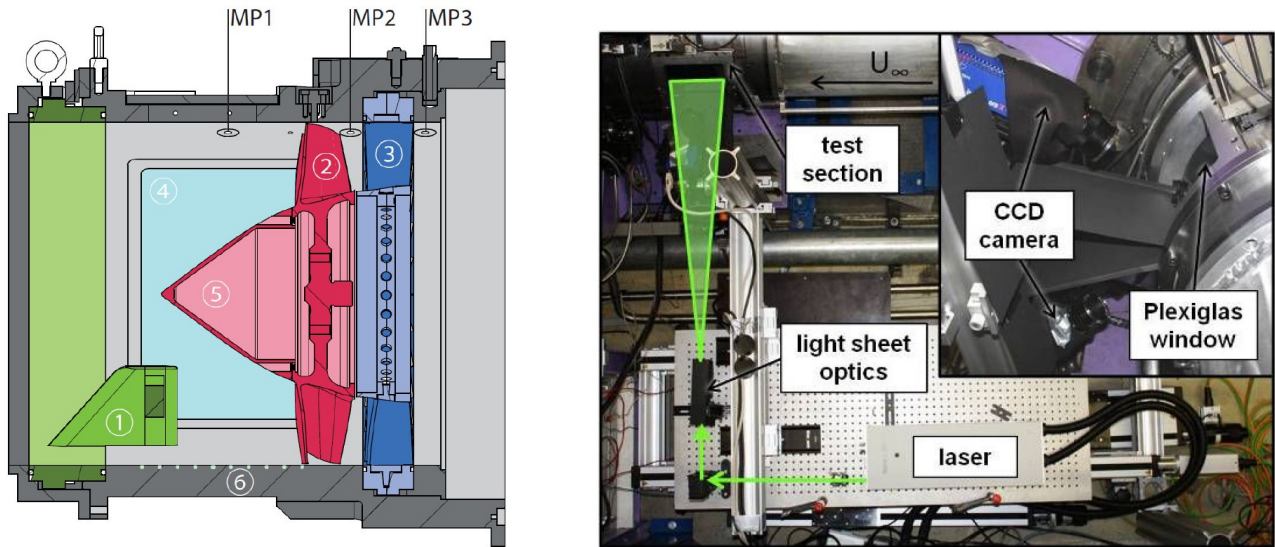 MP1 MP2 MP3
②
③
④
⑤
①
⑥
U∞
test
section
CCD
camera
Plexiglas
window
light sheet
optics
laser